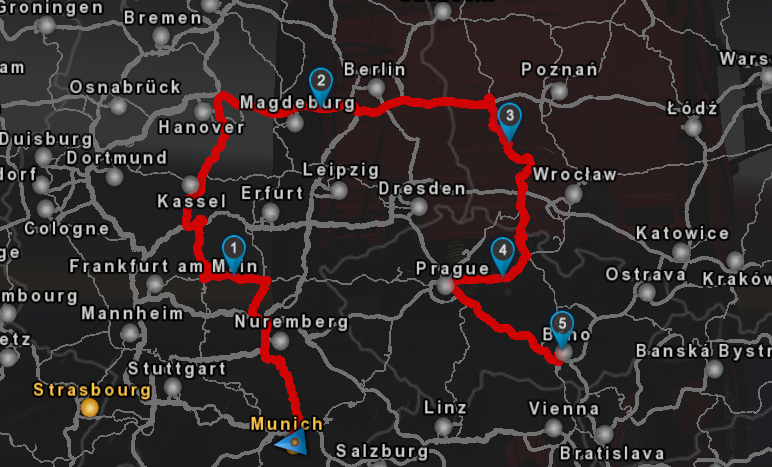 Groningen
Bremen
Berlin
Poznań
Wars
am
Osnabrück
2
Magdeburg
3
Łódź
Hanover
Duisburg
Dortmund
Leipzig
Wrocław
dorf
Kassel
Erfurt
Dresden
Cologne
1
4
Katowice
ge
Frankfurt am Main
Prague
Ostrava
Kraków
mbourg
Mannheim
Nuremberg
5
Brno
etz
Banská Bystr
Stuttgart
Strasbourg
Munich
Linz
Vienna
Salzburg
Bratislava